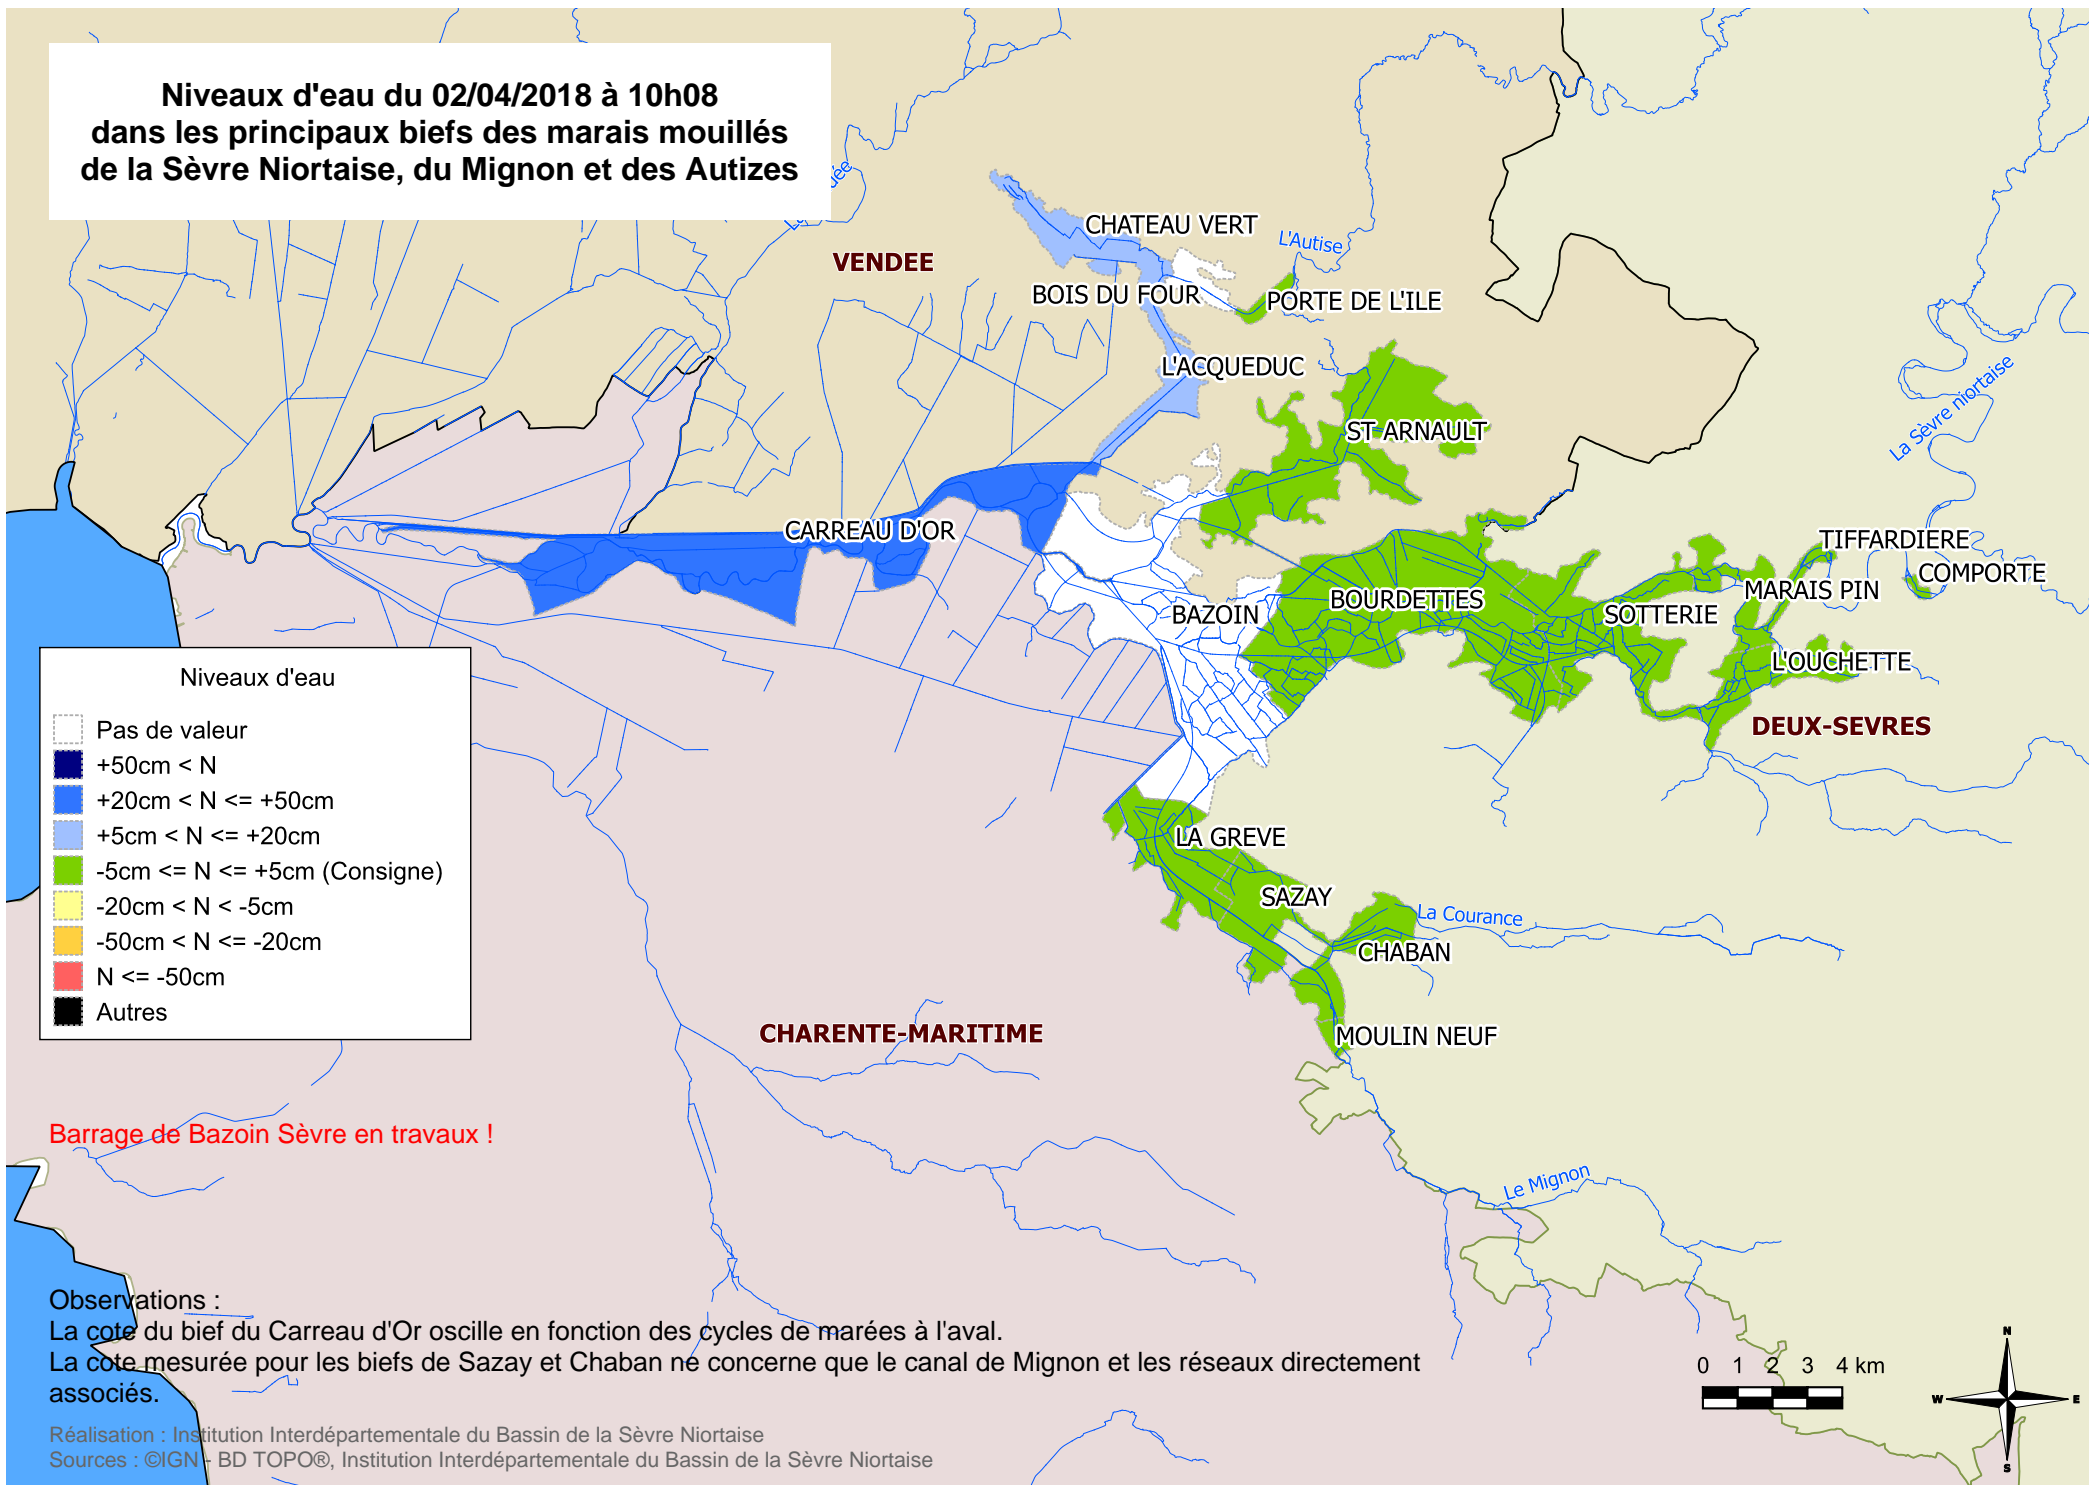 Niveaux d'eau du 02/04/2018 à 10h08
dans les principaux biefs des marais mouillés
de la Sèvre Niortaise, du Mignon et des Autizes
dée
CHATEAU VERT
L'Autise
VENDEE
BOIS DU FOUR
PORTE DE L'ILE
L'ACQUEDUC
La Sèvre niortaise
ST ARNAULT
CARREAU D'OR
TIFFARDIERE
COMPORTE
MARAIS PIN
BOURDETTES
BAZOIN
SOTTERIE
L'OUCHETTE
DEUX-SEVRES
Niveaux d'eau
Pas de valeur
+50cm < N
+20cm < N <= +50cm
+5cm < N <= +20cm
-5cm <= N <= +5cm (Consigne)
-20cm < N < -5cm
-50cm < N <= -20cm
N <= -50cm
Autres
LA GREVE
SAZAY
La Courance
CHABAN
CHARENTE-MARITIME
MOULIN NEUF
Barrage de Bazoin Sèvre en travaux !
Le Mignon
Observations :
La cote du bief du Carreau d'Or oscille en fonction des cycles de marées à l'aval.
La cote mesurée pour les biefs de Sazay et Chaban ne concerne que le canal de Mignon et les réseaux directement
associés.
0 1 2 3 4 km
N
W E
S
Réalisation : Institution Interdépartementale du Bassin de la Sèvre Niortaise
Sources : ©IGN - BD TOPO®, Institution Interdépartementale du Bassin de la Sèvre Niortaise